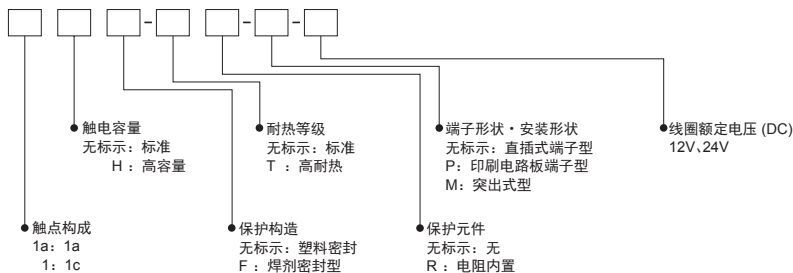 触电容量
无标示：标准
H ：高容量
耐热等级
无标示：标准
T ：高耐热
端子形状・安装形状
无标示：直插式端子型
P：印刷电路板端子型
M：突出式型
线圈额定电压 (DC)
12V、24V
触点构成
1a：1a
1：1c
保护构造
无标示：塑料密封
F ：焊剂密封型
保护元件
无标示：无
R ：电阻内置